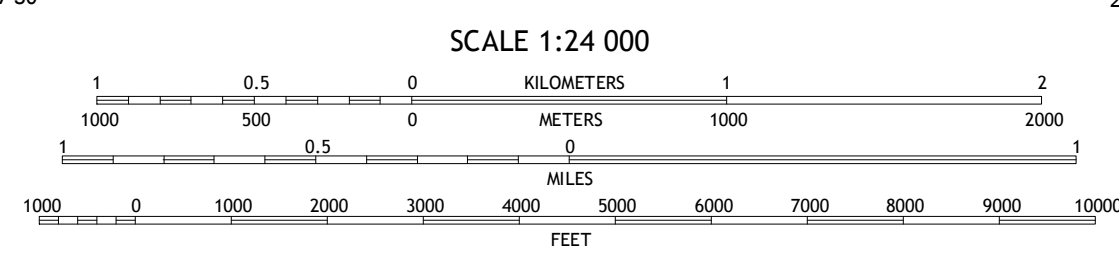 SCALE 1:24 000
1 0.5 0 KILOMETERS 1 2
1000 500 0 METERS 1000 2000
1 0.5 0 1
MILES
1000 0 1000 2000 3000 4000 5000 6000 7000 8000 9000 10000
FEET